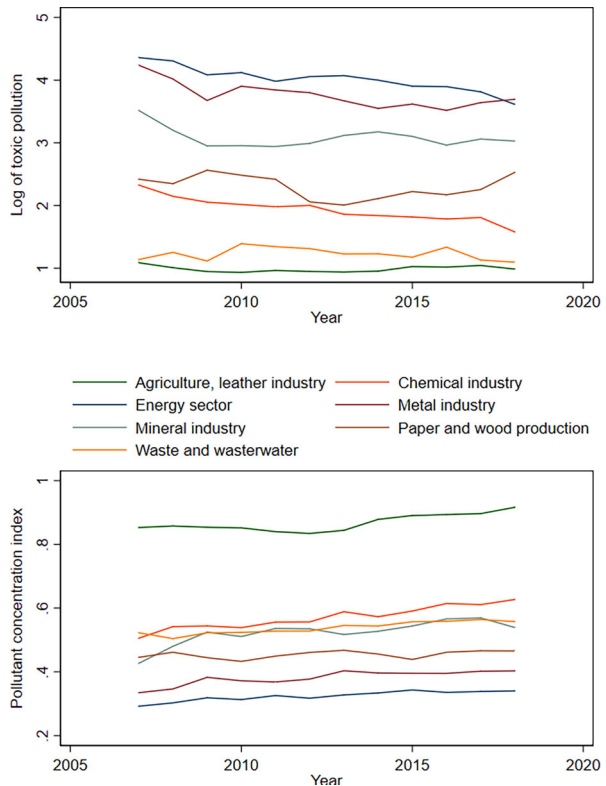 5
4
3
2
1
Log of toxic pollution
2005 2010 2015 2020
Year
Agriculture, leather industry Chemical industry
Energy sector Metal industry
Mineral industry Paper and wood production
Waste and wasterwater
1
.8
.6
.4
.2
Pollutant concentration index
2005 2010 2015 2020
Year